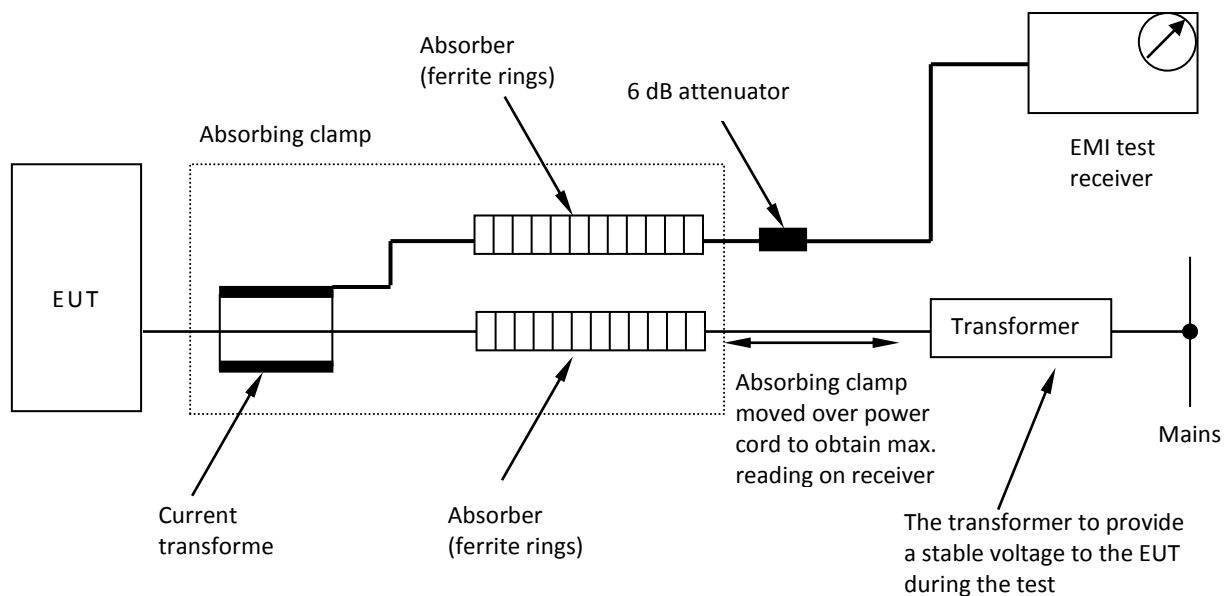 Absorber
(ferrite rings)
6 dB attenuator
Absorbing clamp
EMI test
receiver
EUT
Transformer
Absorbing clamp
moved over power
cord to obtain max.
reading on receiver
Mains
Current
transforme
Absorber
(ferrite rings)
The transformer to provide
a stable voltage to the EUT
during the test